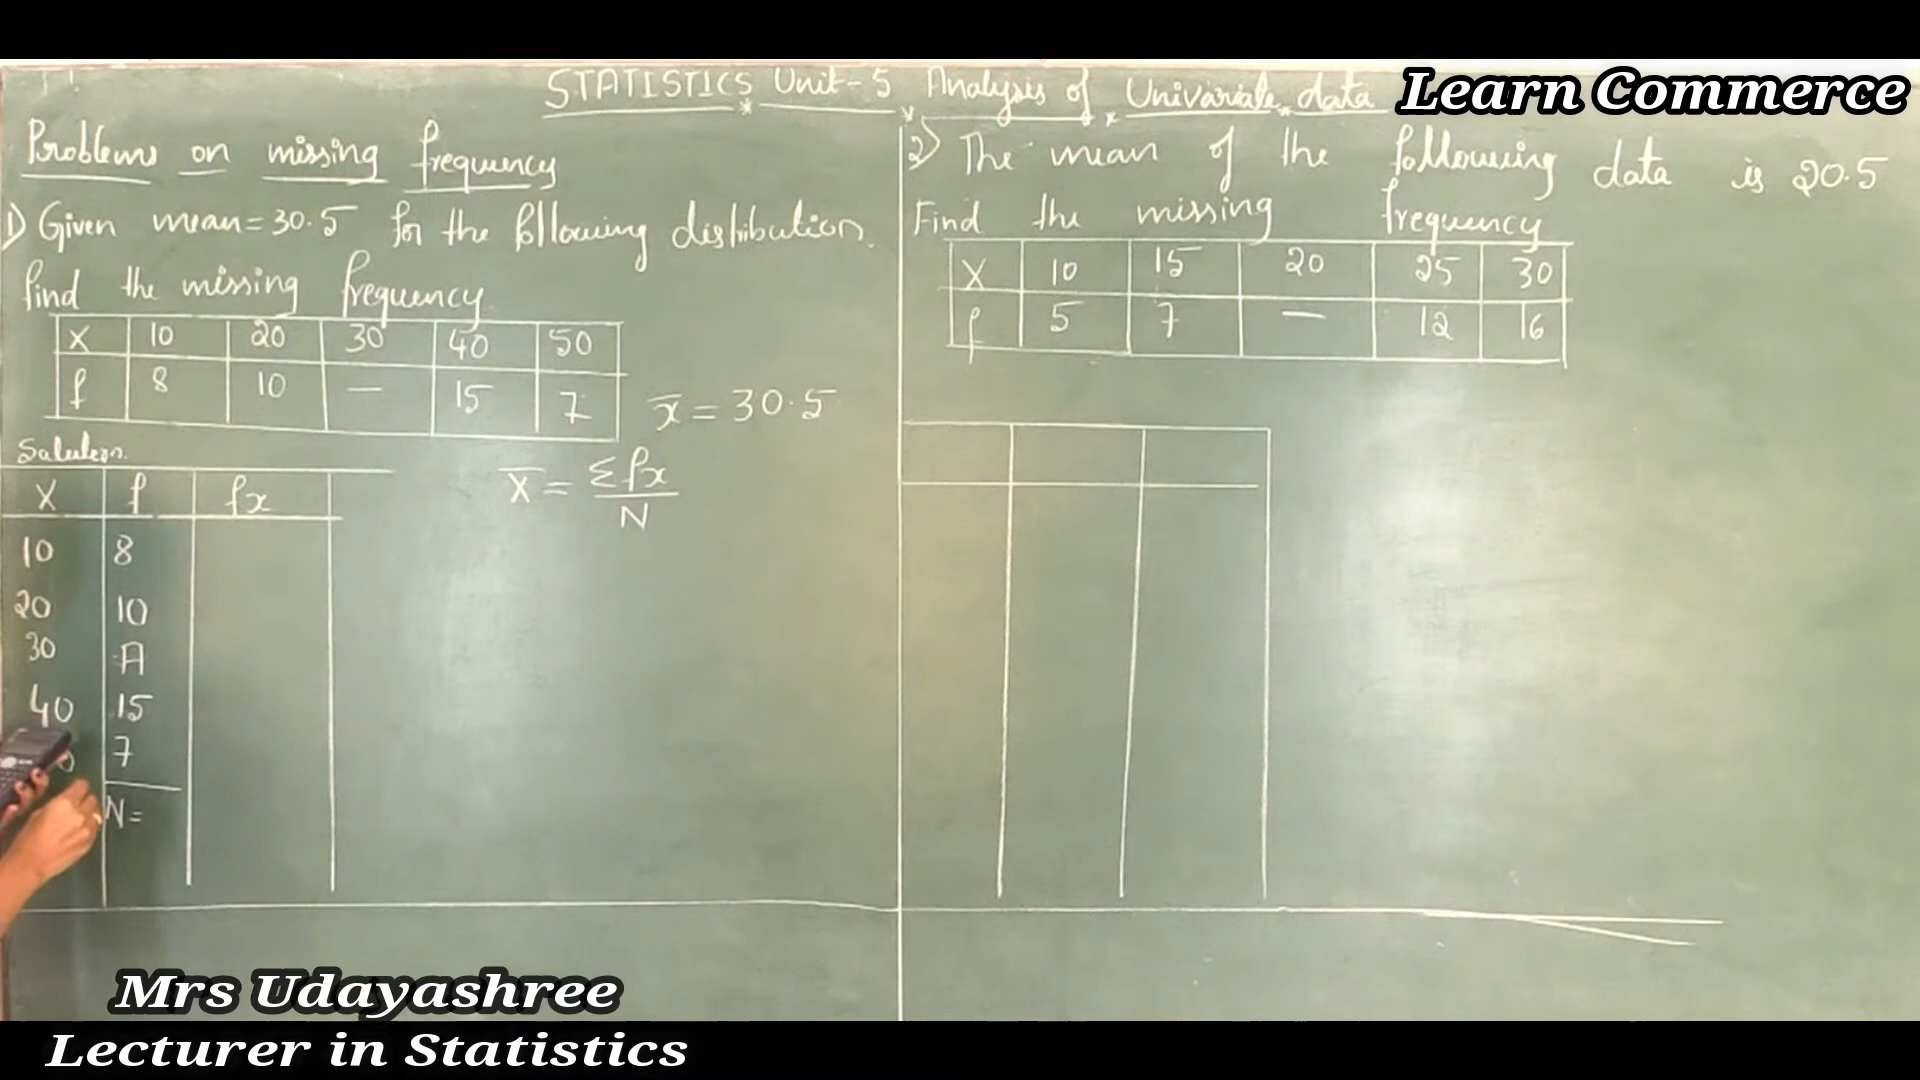 STATISTICS Unit-5 Analysis of Univariate data
Learn Commerce
Problems on missing frequency
1) Given mean = 30.5 for the following distribution.
find the missing frequency
X 10 20 30 40 50
f 8 10 — 15 7
x̄ = 30.5
Solution
X f fx
X̄ = Σfx / N
10 8
20 10
30 A
40 15
7
N =
2) The mean of the following data is 20.5
Find the missing frequency
X 10 15 20 25 30
f 5 7 — 12 16
Mrs Udayashree
Lecturer in Statistics